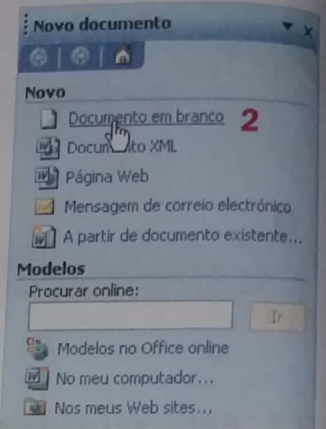 Novo documento
Novo
Documento em branco 2
Documento XML
Página Web
Mensagem de correio electrónico
A partir de documento existente...
Modelos
Procurar online:
Ir
Modelos no Office online
No meu computador...
Nos meus Web sites...